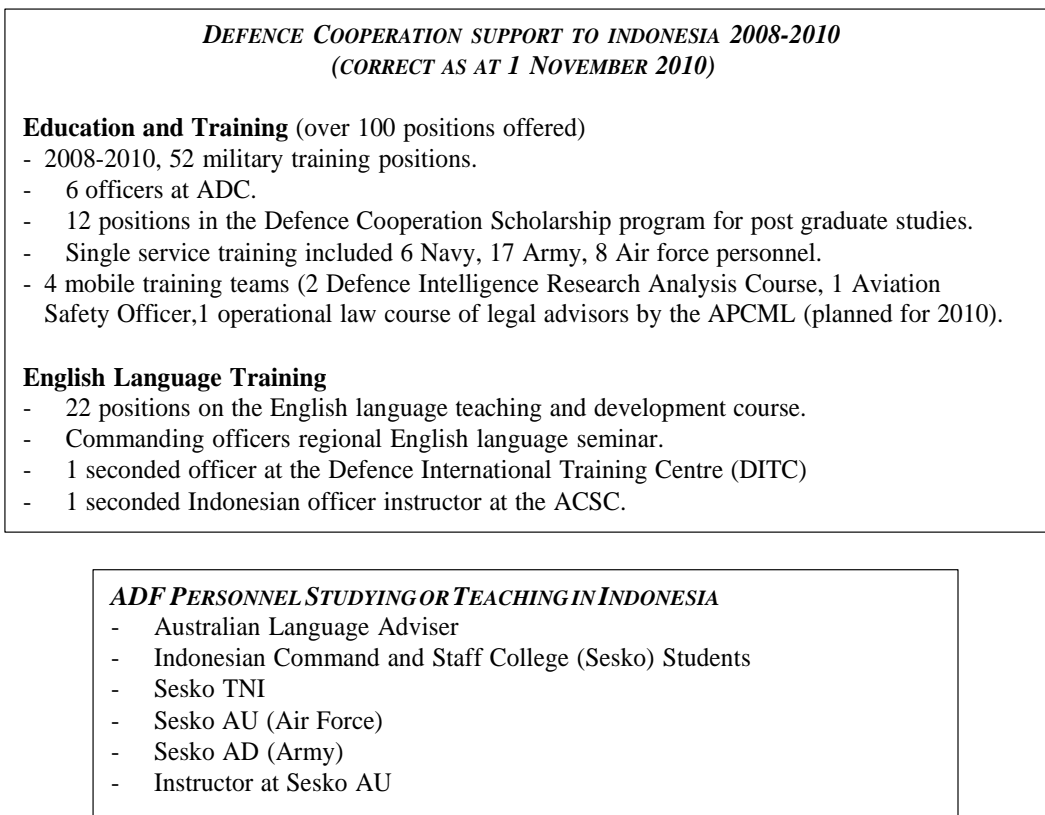 DEFENCE COOPERATION SUPPORT TO INDONESIA 2008-2010
(CORRECT AS AT 1 NOVEMBER 2010)
Education and Training (over 100 positions offered)
- 2008-2010, 52 military training positions.
- 6 officers at ADC.
- 12 positions in the Defence Cooperation Scholarship program for post graduate studies.
- Single service training included 6 Navy, 17 Army, 8 Air force personnel.
- 4 mobile training teams (2 Defence Intelligence Research Analysis Course, 1 Aviation
Safety Officer,1 operational law course of legal advisors by the APCML (planned for 2010).
English Language Training
- 22 positions on the English language teaching and development course.
- Commanding officers regional English language seminar.
- 1 seconded officer at the Defence International Training Centre (DITC)
- 1 seconded Indonesian officer instructor at the ACSC.
ADF PERSONNEL STUDYING OR TEACHING IN INDONESIA
- Australian Language Adviser
- Indonesian Command and Staff College (Sesko) Students
- Sesko TNI
- Sesko AU (Air Force)
- Sesko AD (Army)
- Instructor at Sesko AU